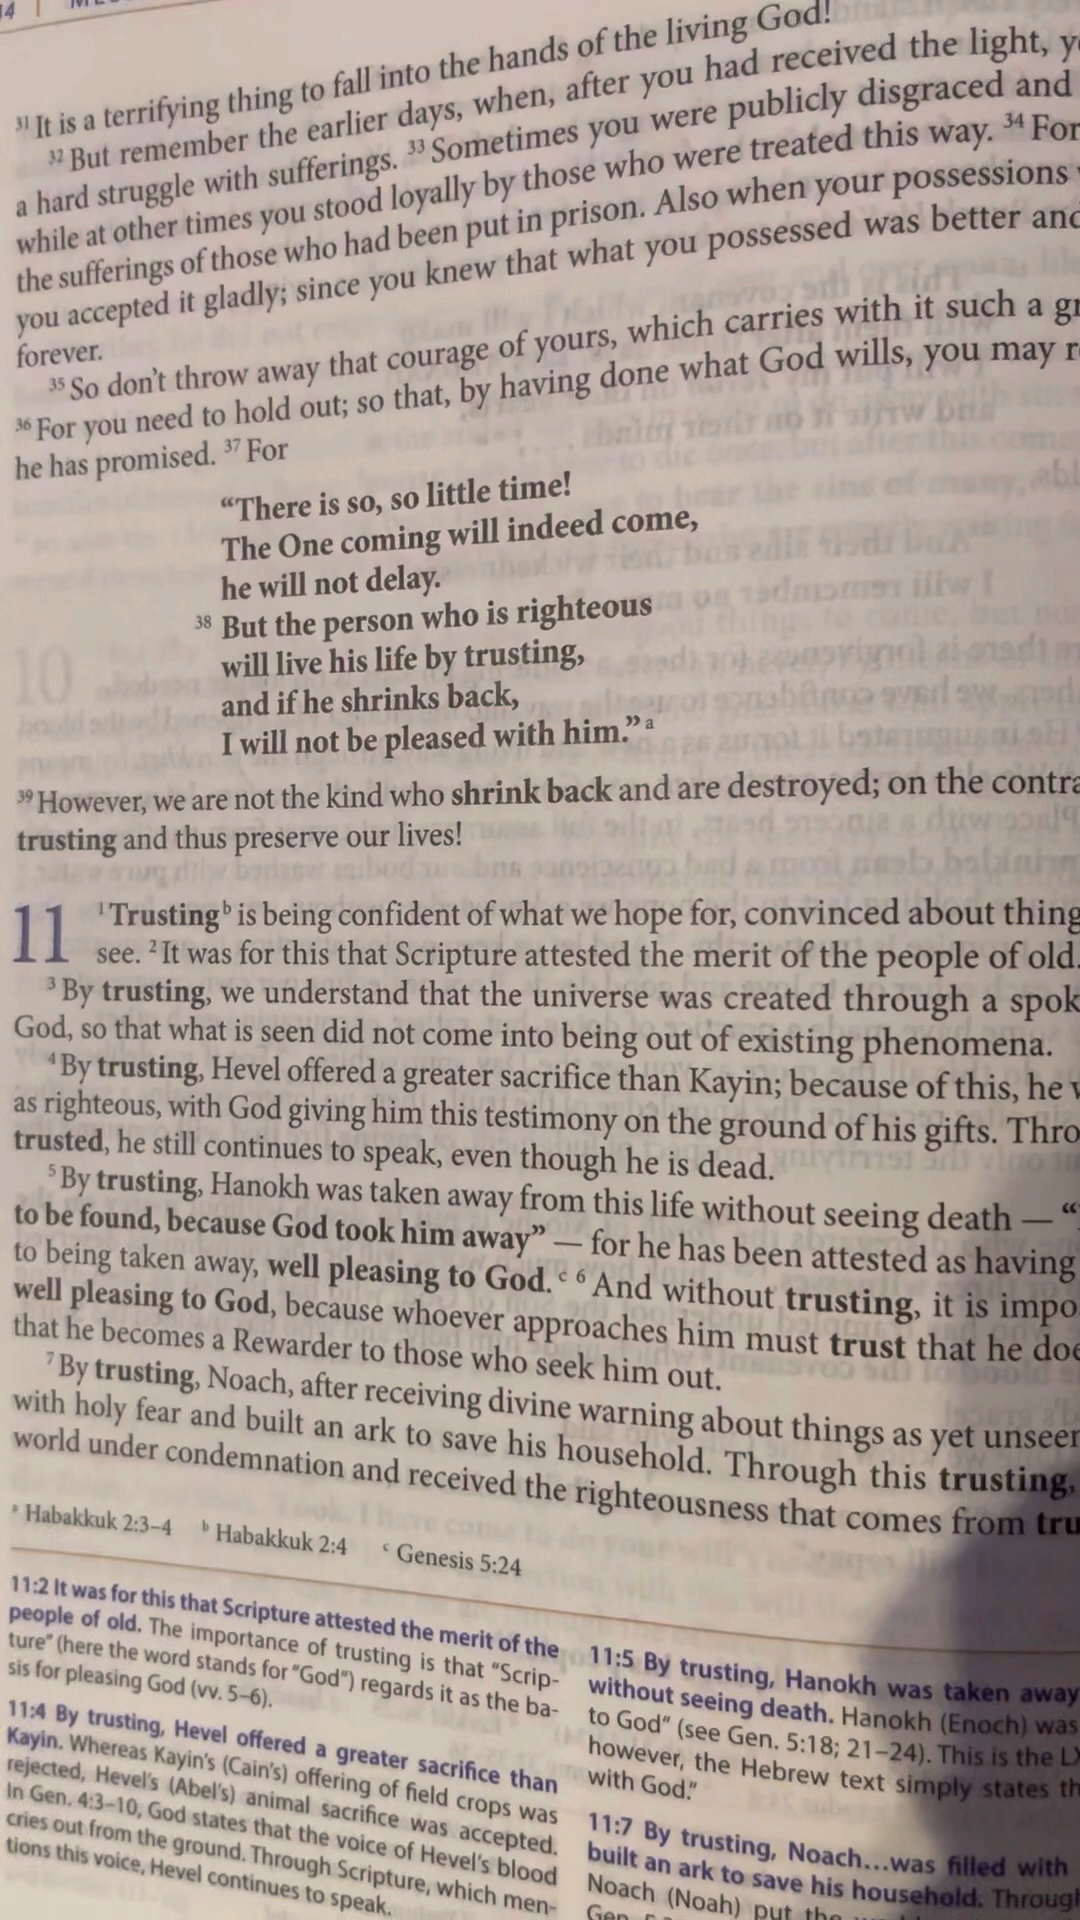 31 It is a terrifying thing to fall into the hands of the living God!
32 But remember the earlier days, when, after you had received the light,
a hard struggle with sufferings. 33 Sometimes you were publicly disgraced and
while at other times you stood loyally by those who were treated this way. 34 For
the sufferings of those who had been put in prison. Also when your possessions
you accepted it gladly; since you knew that what you possessed was better and
forever.
35 So don't throw away that courage of yours, which carries with it such a
36 For you need to hold out; so that, by having done what God wills, you may
he has promised. 37 For
“There is so, so little time!
The One coming will indeed come,
he will not delay.
38 But the person who is righteous
will live his life by trusting,
and if he shrinks back,
I will not be pleased with him.” a
39 However, we are not the kind who shrink back and are destroyed; on the
trusting and thus preserve our lives!
11 1 Trusting b is being confident of what we hope for, convinced about
see. 2 It was for this that Scripture attested the merit of the people of old.
3 By trusting, we understand that the universe was created through a
God, so that what is seen did not come into being out of existing phenomena.
4 By trusting, Hevel offered a greater sacrifice than Kayin; because of this, he
as righteous, with God giving him this testimony on the ground of his gifts.
trusted, he still continues to speak, even though he is dead.
5 By trusting, Hanokh was taken away from this life without seeing death — “
to be found, because God took him away” — for he has been attested as having
to being taken away, well pleasing to God. c 6 And without trusting, it is
well pleasing to God, because whoever approaches him must trust that he
that he becomes a Rewarder to those who seek him out.
7 By trusting, Noach, after receiving divine warning about things as yet
with holy fear and built an ark to save his household. Through this trusting,
world under condemnation and received the righteousness that comes from
a Habakkuk 2:3–4 b Habakkuk 2:4 c Genesis 5:24
11:2 It was for this that Scripture attested the merit of the
people of old. The importance of trusting is that “Scrip-
ture” (here the word stands for “God”) regards it as the ba-
sis for pleasing God (vv. 5–6).
11:4 By trusting, Hevel offered a greater sacrifice than
Kayin. Whereas Kayin's (Cain's) offering of field crops was
rejected, Hevel's (Abel's) animal sacrifice was accepted.
In Gen. 4:3–10, God states that the voice of Hevel's blood
cries out from the ground. Through Scripture, which men-
tions this voice, Hevel continues to speak.
11:5 By trusting, Hanokh was taken away
without seeing death. Hanokh (Enoch) was
to God” (see Gen. 5:18; 21–24). This is the
however, the Hebrew text simply states
with God.”
11:7 By trusting, Noach...was filled with
built an ark to save his household.
Noach (Noah) put the
Gen.